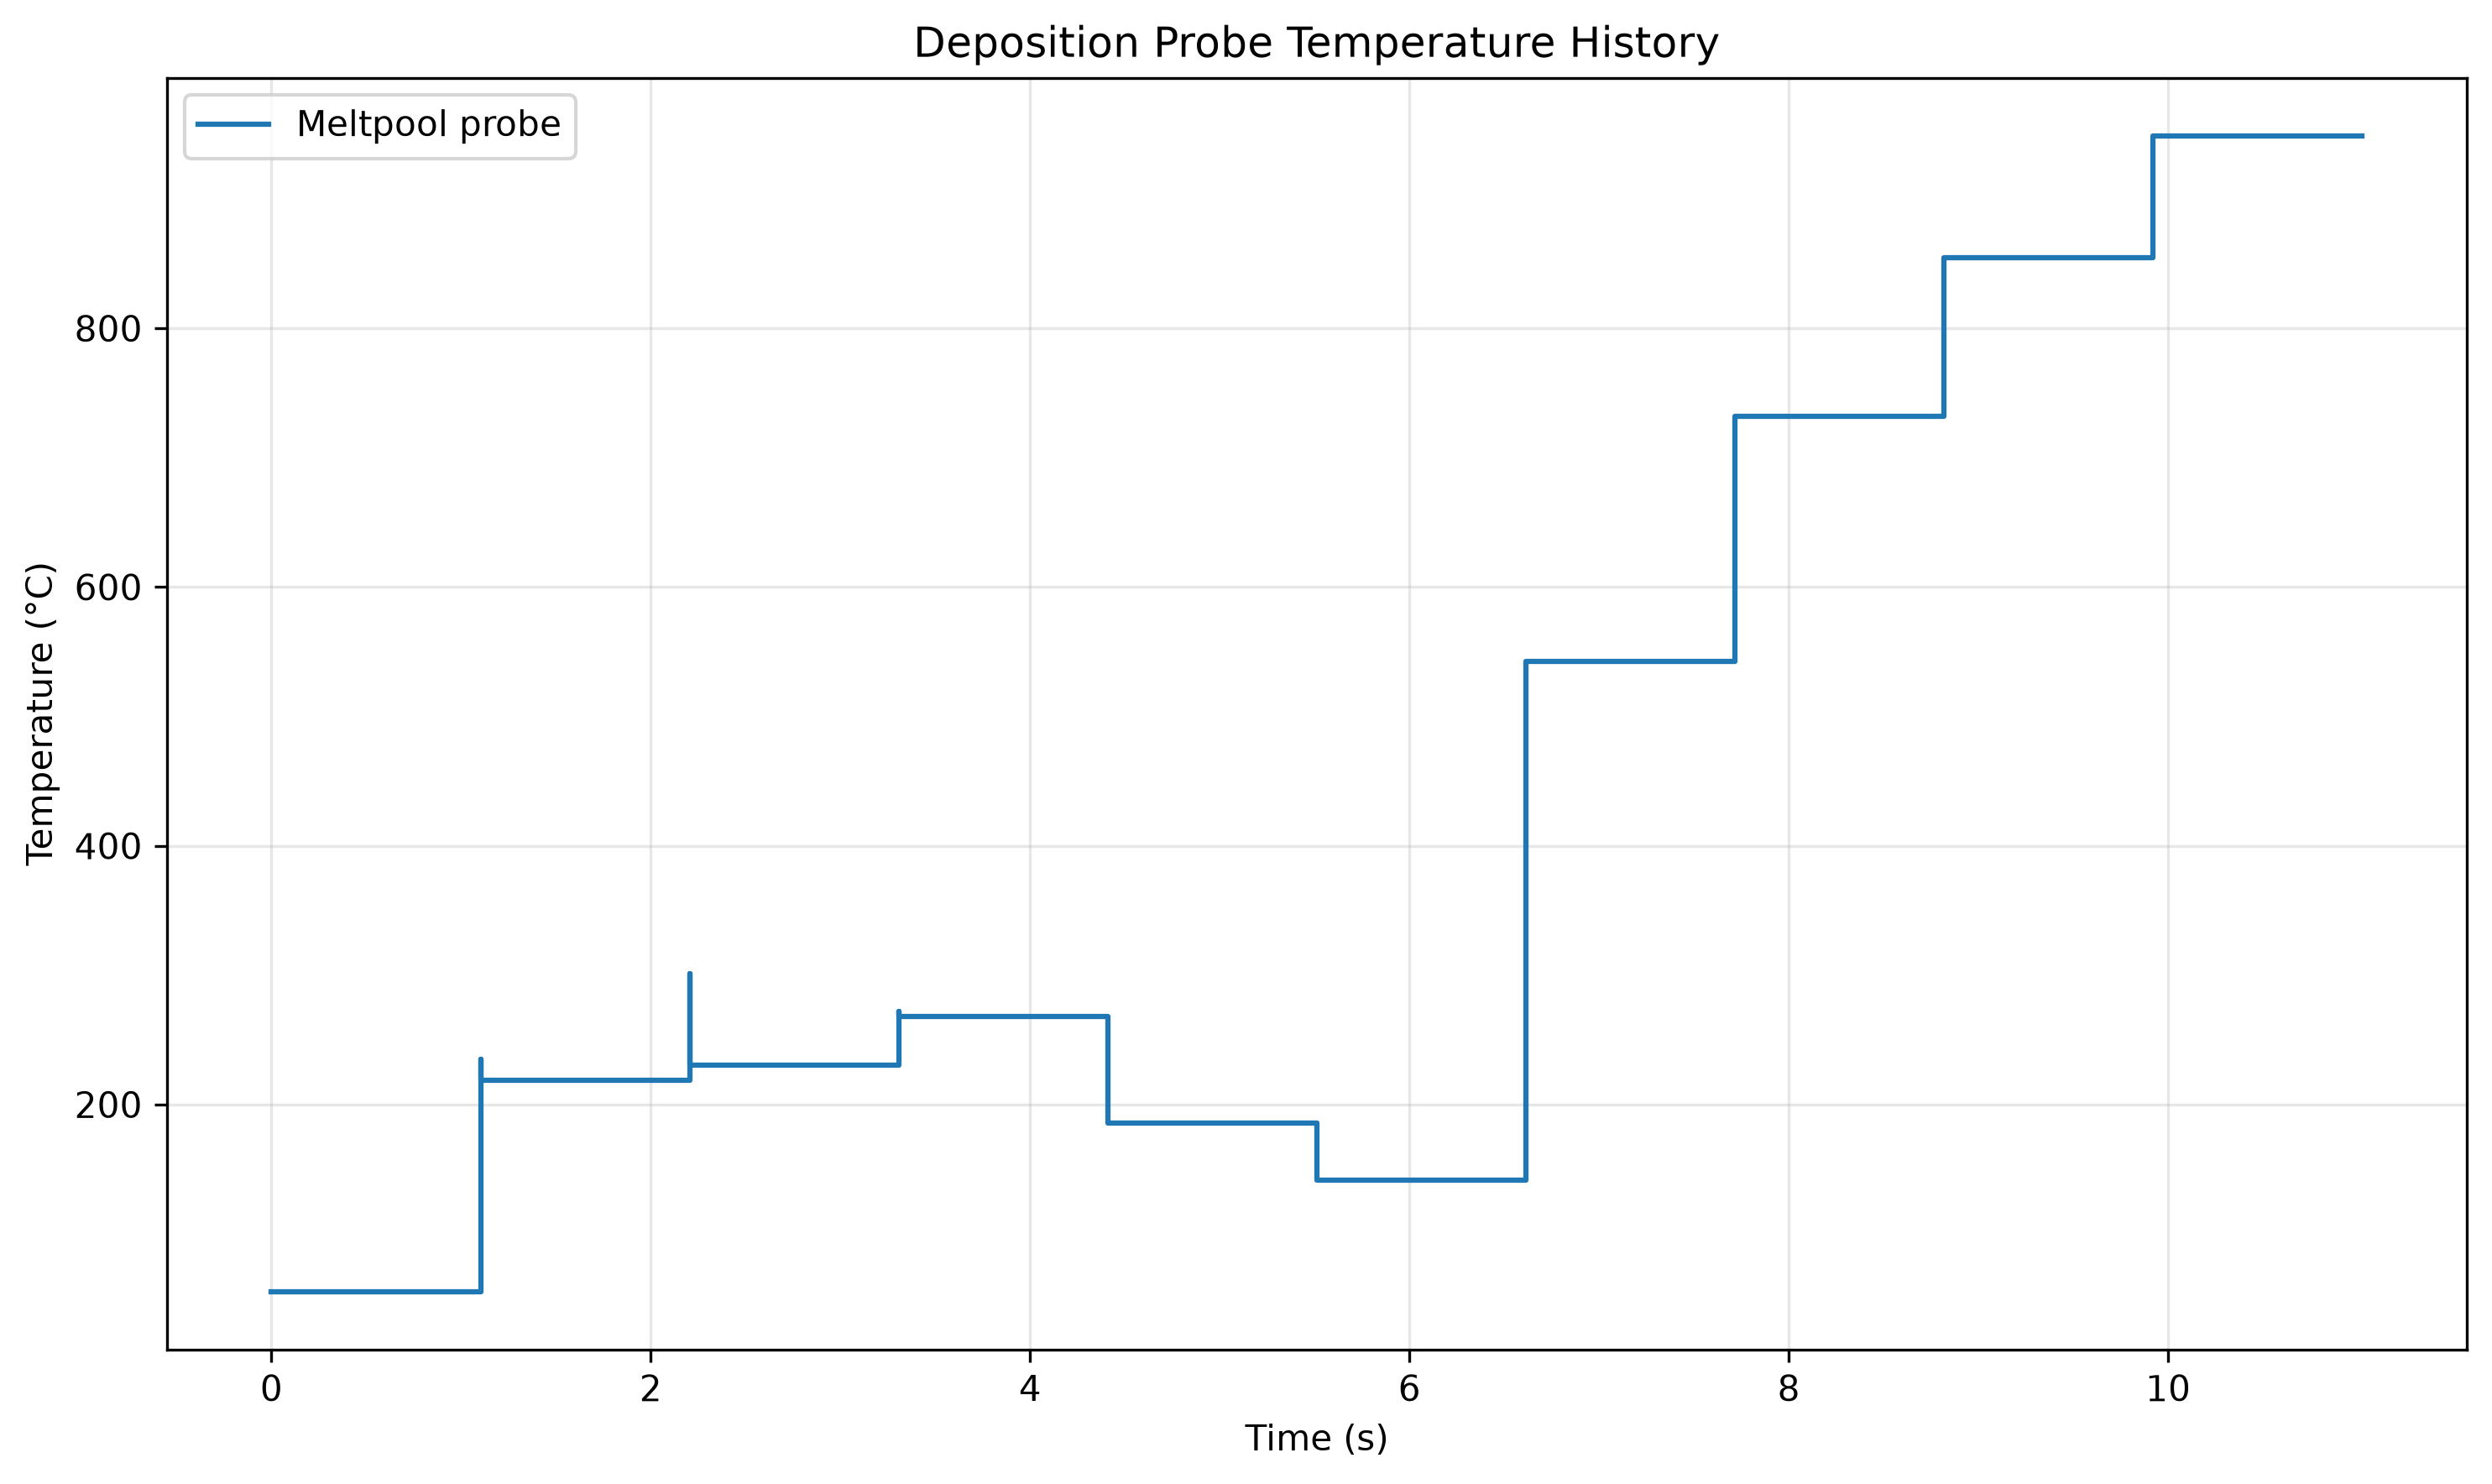 Deposition Probe Temperature History
Meltpool probe
Temperature (°C)
800
600
400
200
0 2 4 6 8 10
Time (s)